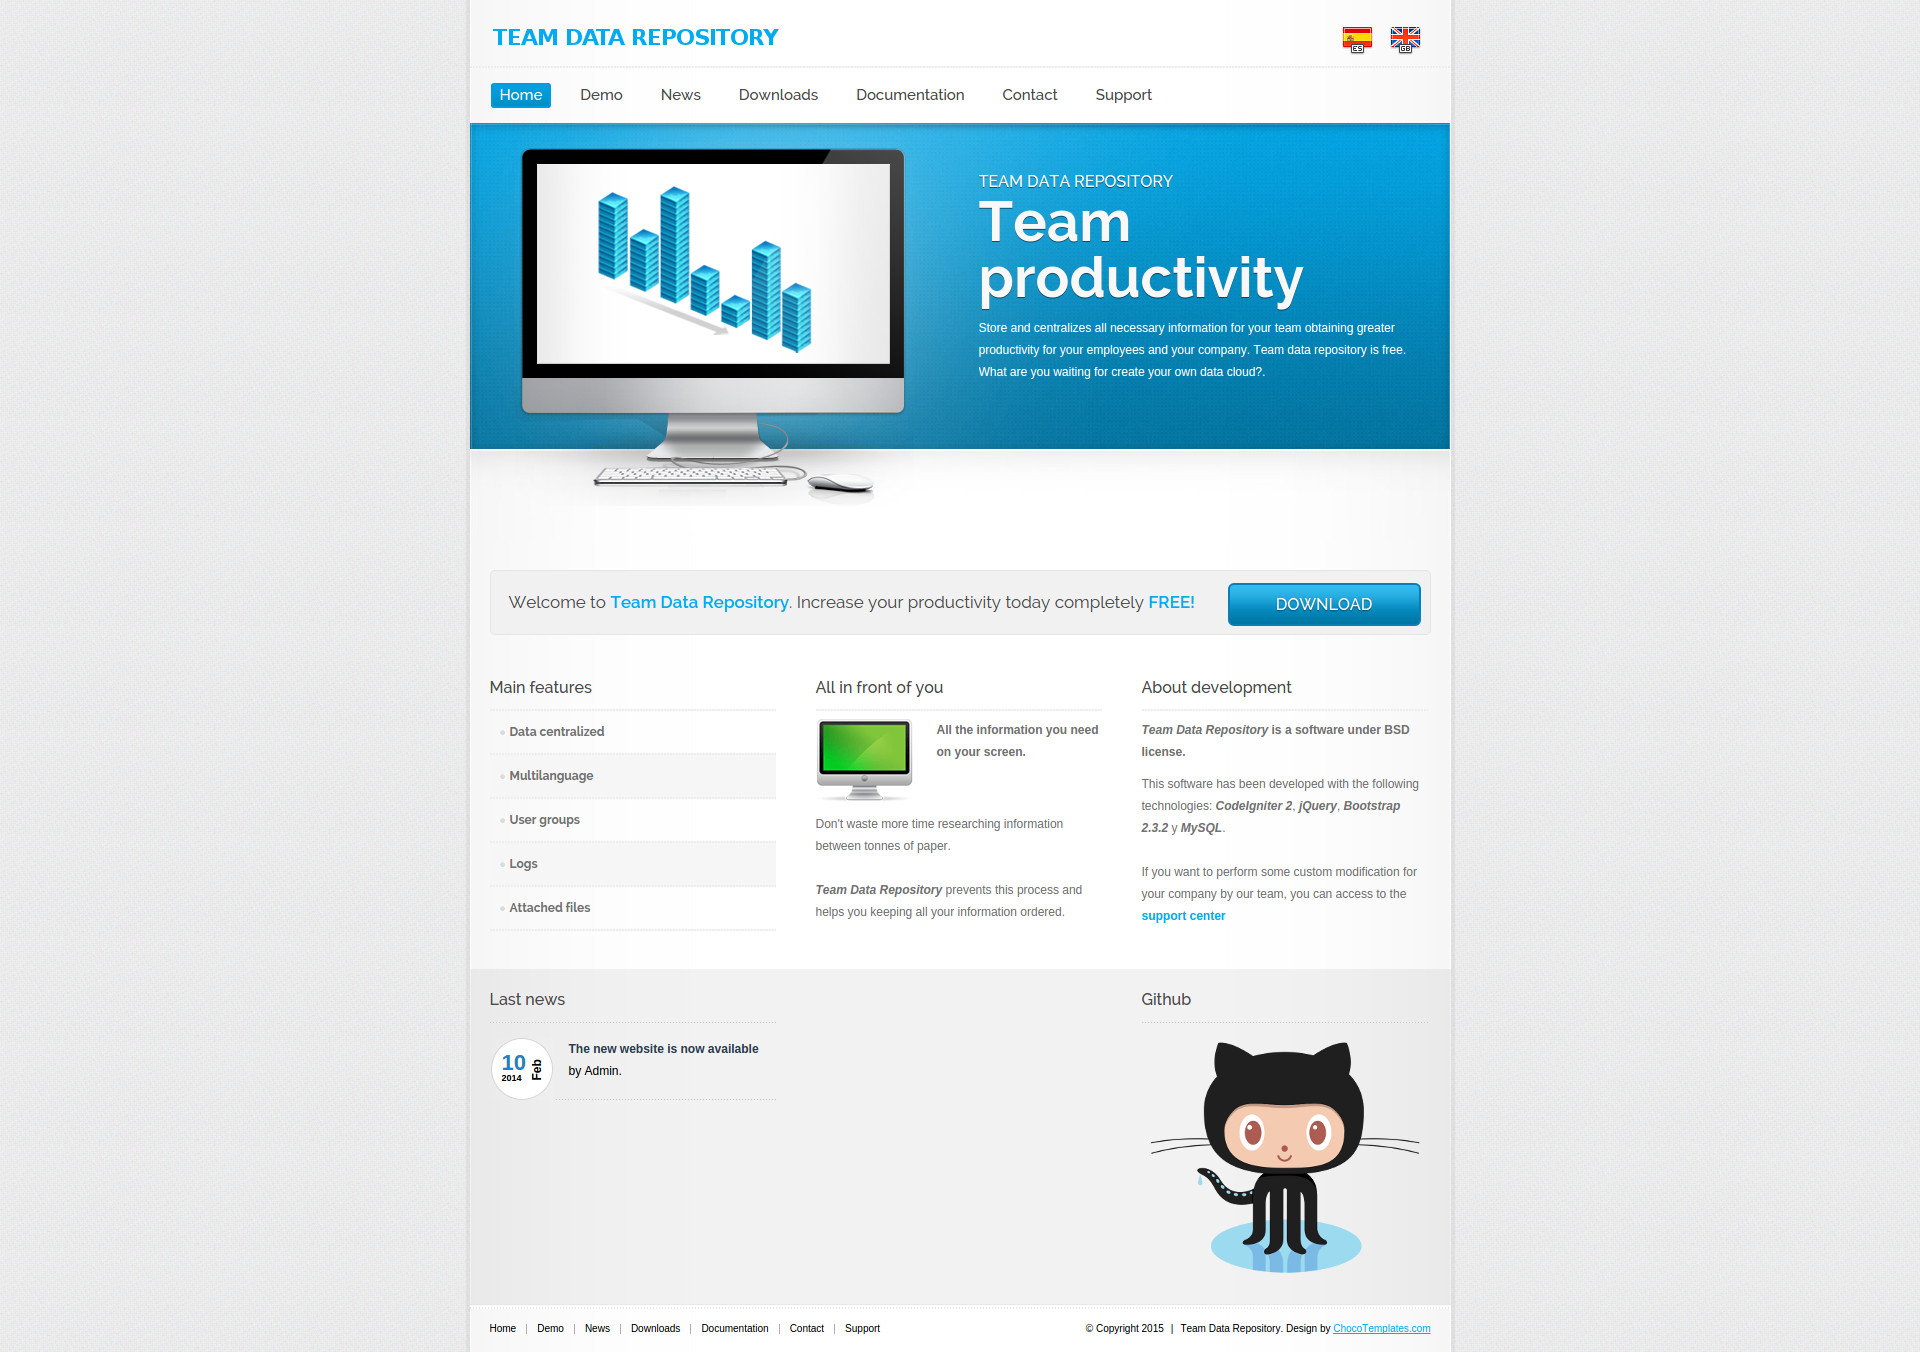 TEAM DATA REPOSITORY
ES
GB
Home
Demo
News
Downloads
Documentation
Contact
Support
TEAM DATA REPOSITORY
Team
productivity
Store and centralizes all necessary information for your team obtaining greater
productivity for your employees and your company. Team data repository is free.
What are you waiting for create your own data cloud?.
Welcome to Team Data Repository. Increase your productivity today completely FREE!
DOWNLOAD
Main features
Data centralized
Multilanguage
User groups
Logs
Attached files
All in front of you
All the information you need
on your screen.
Don't waste more time researching information
between tonnes of paper.
Team Data Repository prevents this process and
helps you keeping all your information ordered.
About development
Team Data Repository is a software under BSD
license.
This software has been developed with the following
technologies: CodeIgniter 2, jQuery, Bootstrap
2.3.2 y MySQL.
If you want to perform some custom modification for
your company by our team, you can access to the
support center
Last news
10
2014
Feb
The new website is now available
by Admin.
Github
Home | Demo | News | Downloads | Documentation | Contact | Support
© Copyright 2015 | Team Data Repository. Design by ChocoTemplates.com